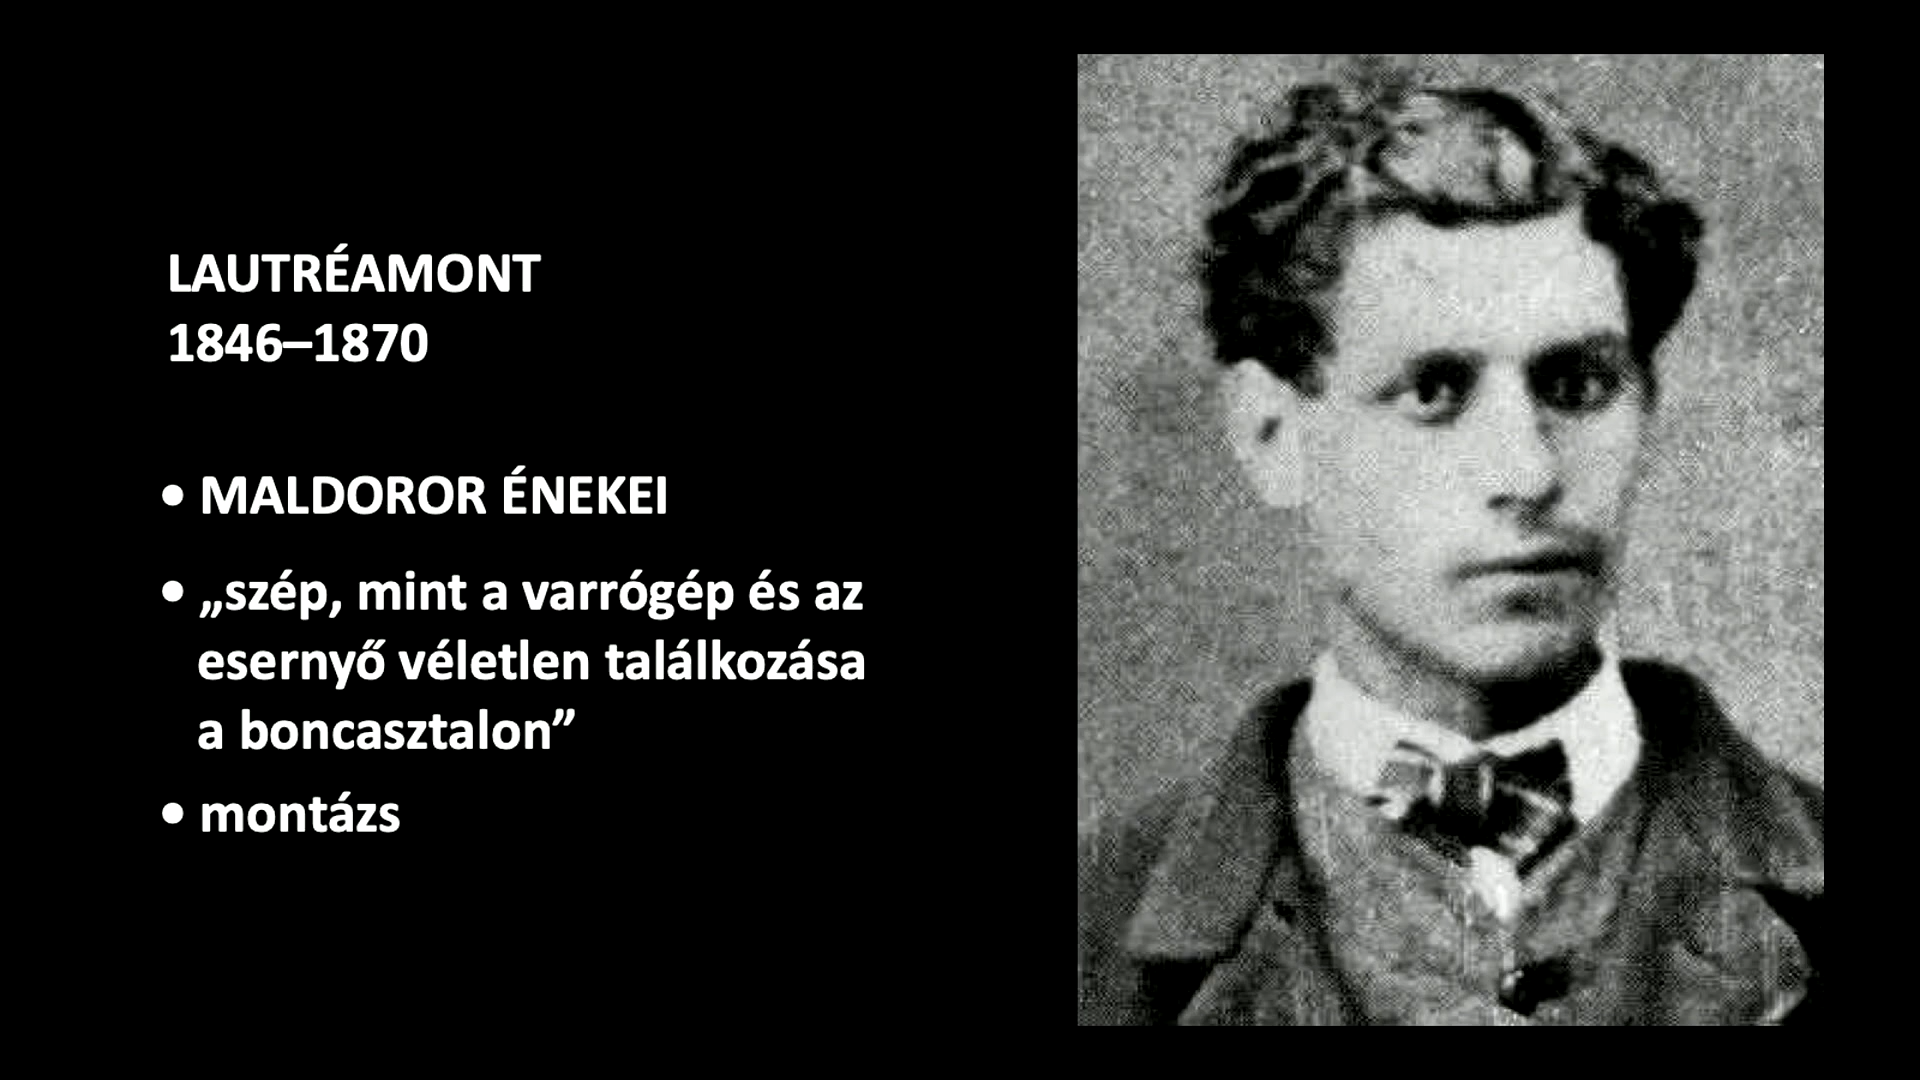 LAUTRÉAMONT
1846–1870
• MALDOROR ÉNEKEI
• „szép, mint a varrógép és az
esernyő véletlen találkozása
a boncasztalon”
• montázs